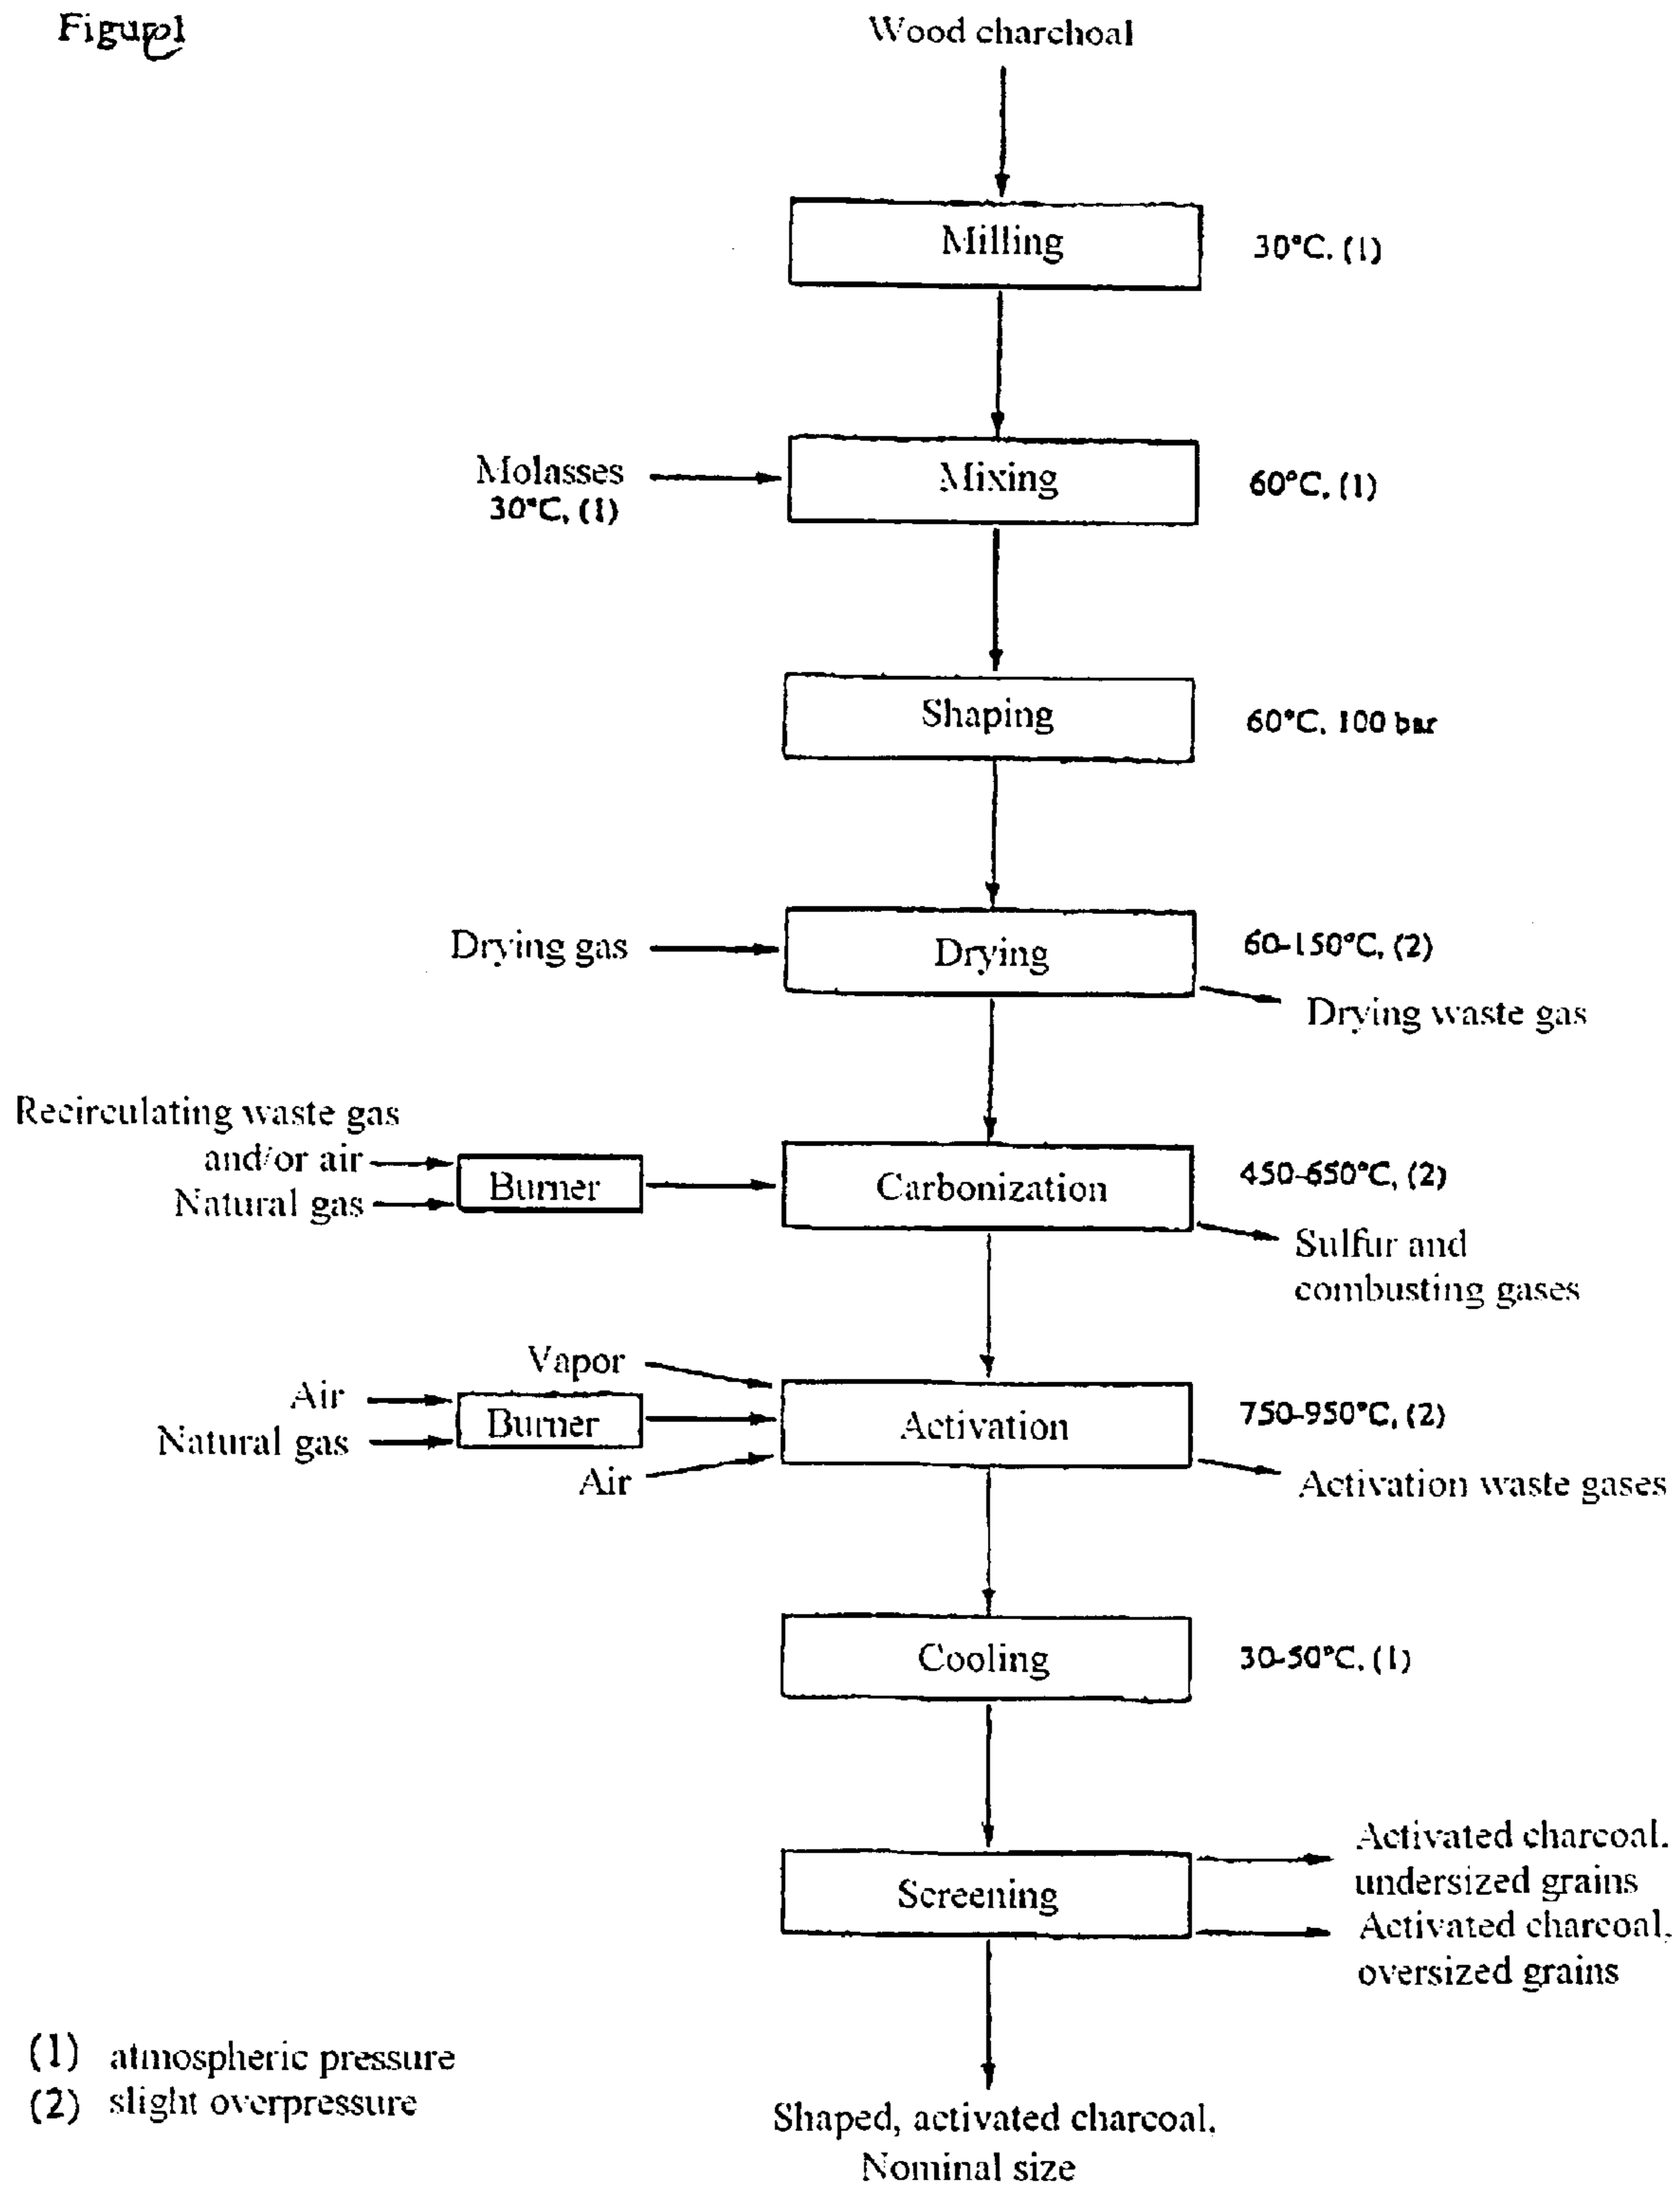 Figure1
Wood charchoal
Milling
30°C. (1)
Molasses
30°C, (1)
Mixing
60°C, (1)
Shaping
60°C, 100 bar
Drying gas
Drying
60-150°C, (2)
Drying waste gas
Recirculating waste gas
and/or air
Natural gas
Burner
Carbonization
450-650°C, (2)
Sulfur and
combusting gases
Vapor
Air
Natural gas
Burner
Air
Activation
750-950°C, (2)
Activation waste gases
Cooling
30-50°C. (1)
Screening
Activated charcoal.
undersized grains
Activated charcoal,
oversized grains
(1) atmospheric pressure
(2) slight overpressure
Shaped, activated charcoal.
Nominal size